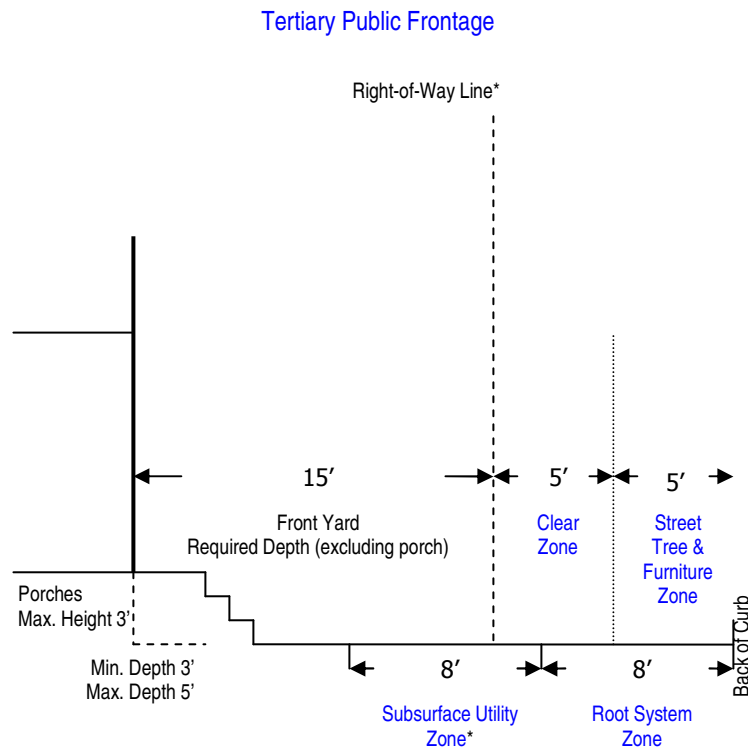 Tertiary Public Frontage
Right-of-Way Line*
15′
5′
5′
Front Yard
Required Depth (excluding porch)
Clear
Zone
Street
Tree &
Furniture
Zone
Porches
Max. Height 3'
Back of Curb
Min. Depth 3'
Max. Depth 5'
8′
8′
Subsurface Utility
Zone*
Root System
Zone